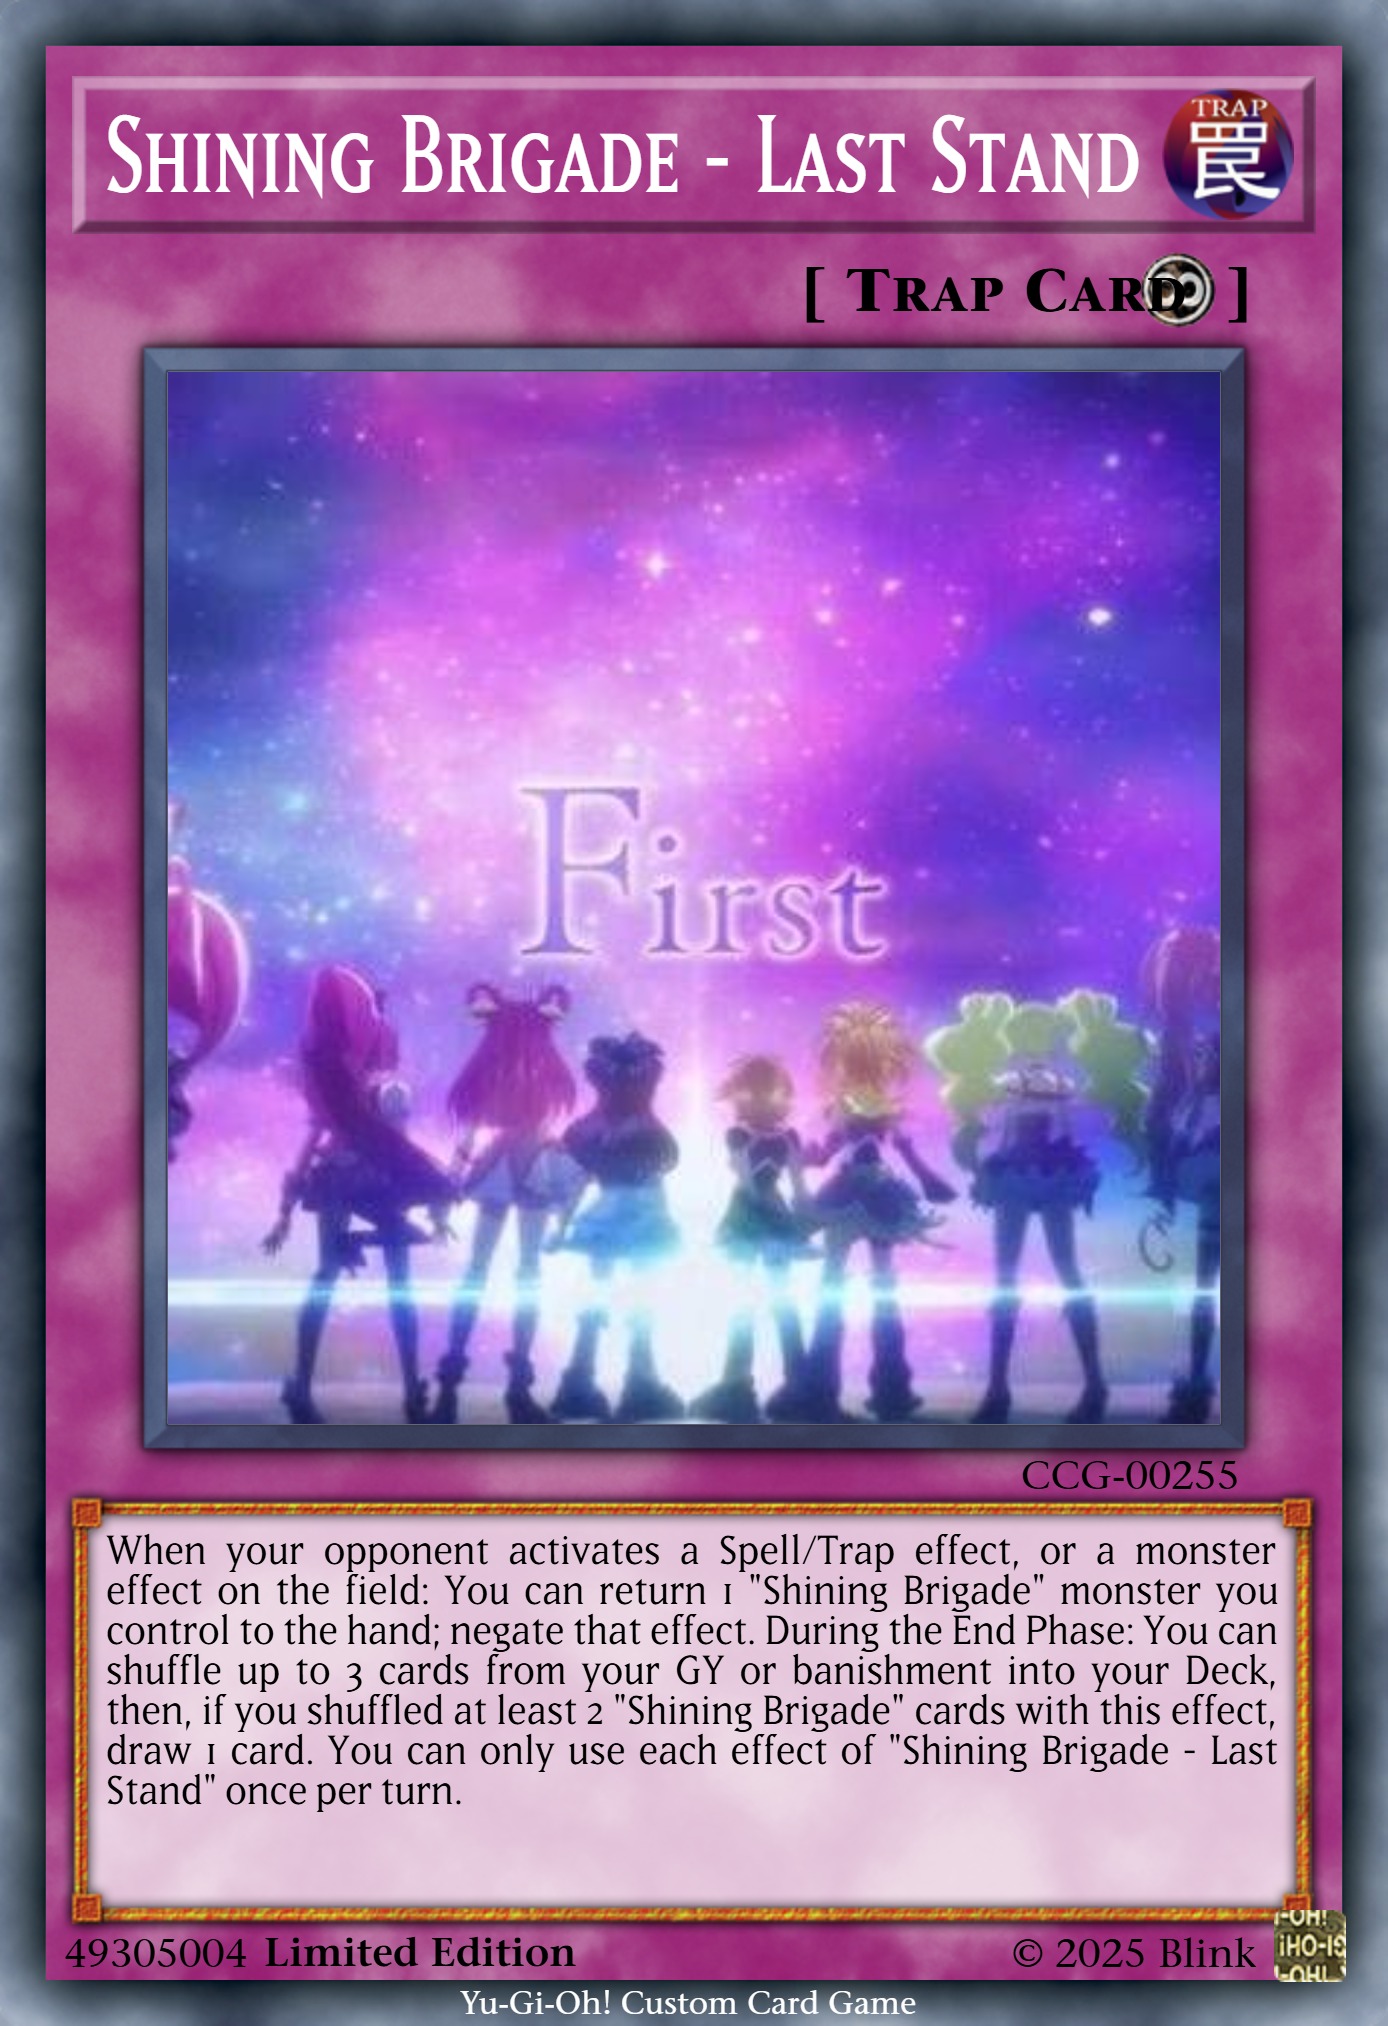 Shining Brigade - Last Stand
TRAP
罠
[ Trap Card ]
First
CCG-00255
When your opponent activates a Spell/Trap effect, or a monster
effect on the field: You can return 1 "Shining Brigade" monster you
control to the hand; negate that effect. During the End Phase: You can
shuffle up to 3 cards from your GY or banishment into your Deck,
then, if you shuffled at least 2 "Shining Brigade" cards with this effect,
draw 1 card. You can only use each effect of "Shining Brigade - Last
Stand" once per turn.
49305004 Limited Edition
© 2025 Blink
Yu-Gi-Oh! Custom Card Game